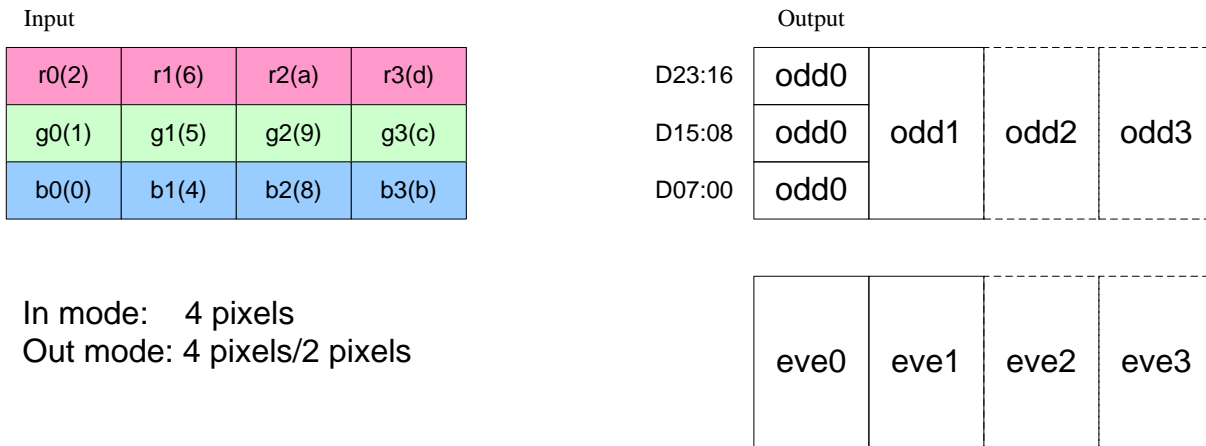 Input
r0(2) r1(6) r2(a) r3(d)
g0(1) g1(5) g2(9) g3(c)
b0(0) b1(4) b2(8) b3(b)
In mode: 4 pixels
Out mode: 4 pixels/2 pixels
Output
D23:16 odd0
D15:08 odd0 odd1 odd2 odd3
D07:00 odd0
eve0 eve1 eve2 eve3